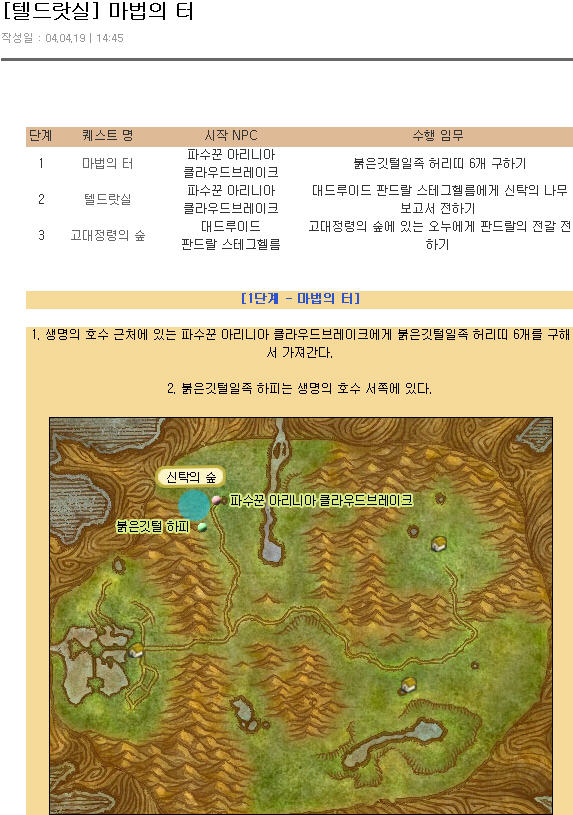 [텔드랏실] 마법의 터
작성일 : 04.04.19 | 14:45
단계 퀘스트 명 시작 NPC 수행 임무
1 마법의 터 파수꾼 아리니아 클라우드브레이크 붉은깃털일족 허리띠 6개 구하기
2 텔드랏실 파수꾼 아리니아 클라우드브레이크 대드루이드 판드랄 스테그헬름에게 신탁의 나무 보고서 전하기
3 고대정령의 숲 대드루이드 판드랄 스테그헬름 고대정령의 숲에 있는 오누에게 판드랄의 전갈 전하기
[1단계 - 마법의 터]
1. 생명의 호수 근처에 있는 파수꾼 아리니아 클라우드브레이크에게 붉은깃털일족 허리띠 6개를 구해
서 가져간다.
2. 붉은깃털일족 하피는 생명의 호수 서쪽에 있다.
신탁의 숲
파수꾼 아리니아 클라우드브레이크
붉은깃털 하피